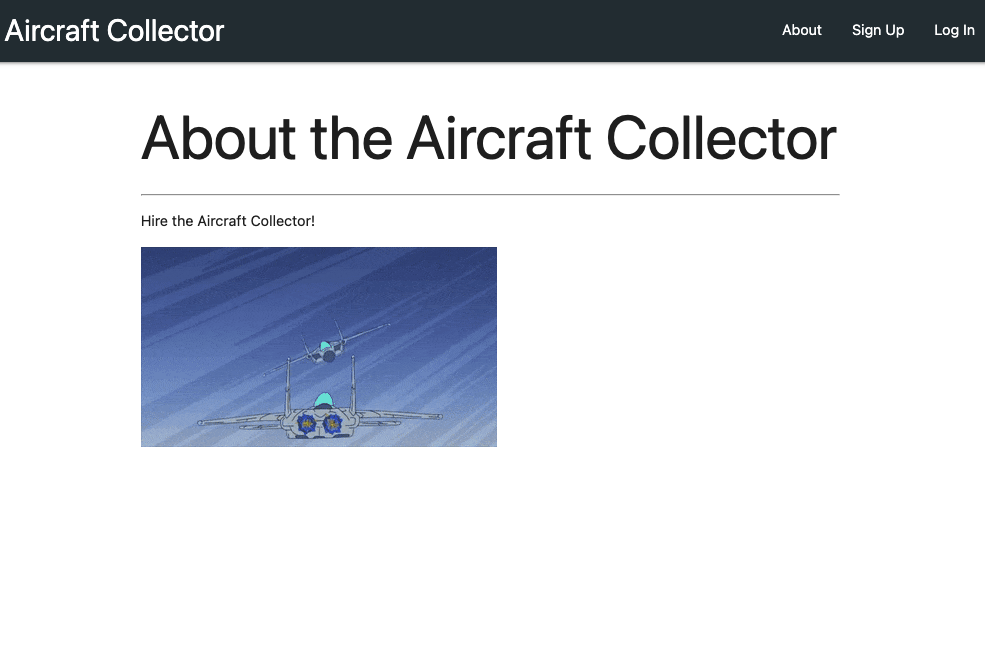 Aircraft Collector
About
Sign Up
Log In
About the Aircraft Collector
Hire the Aircraft Collector!